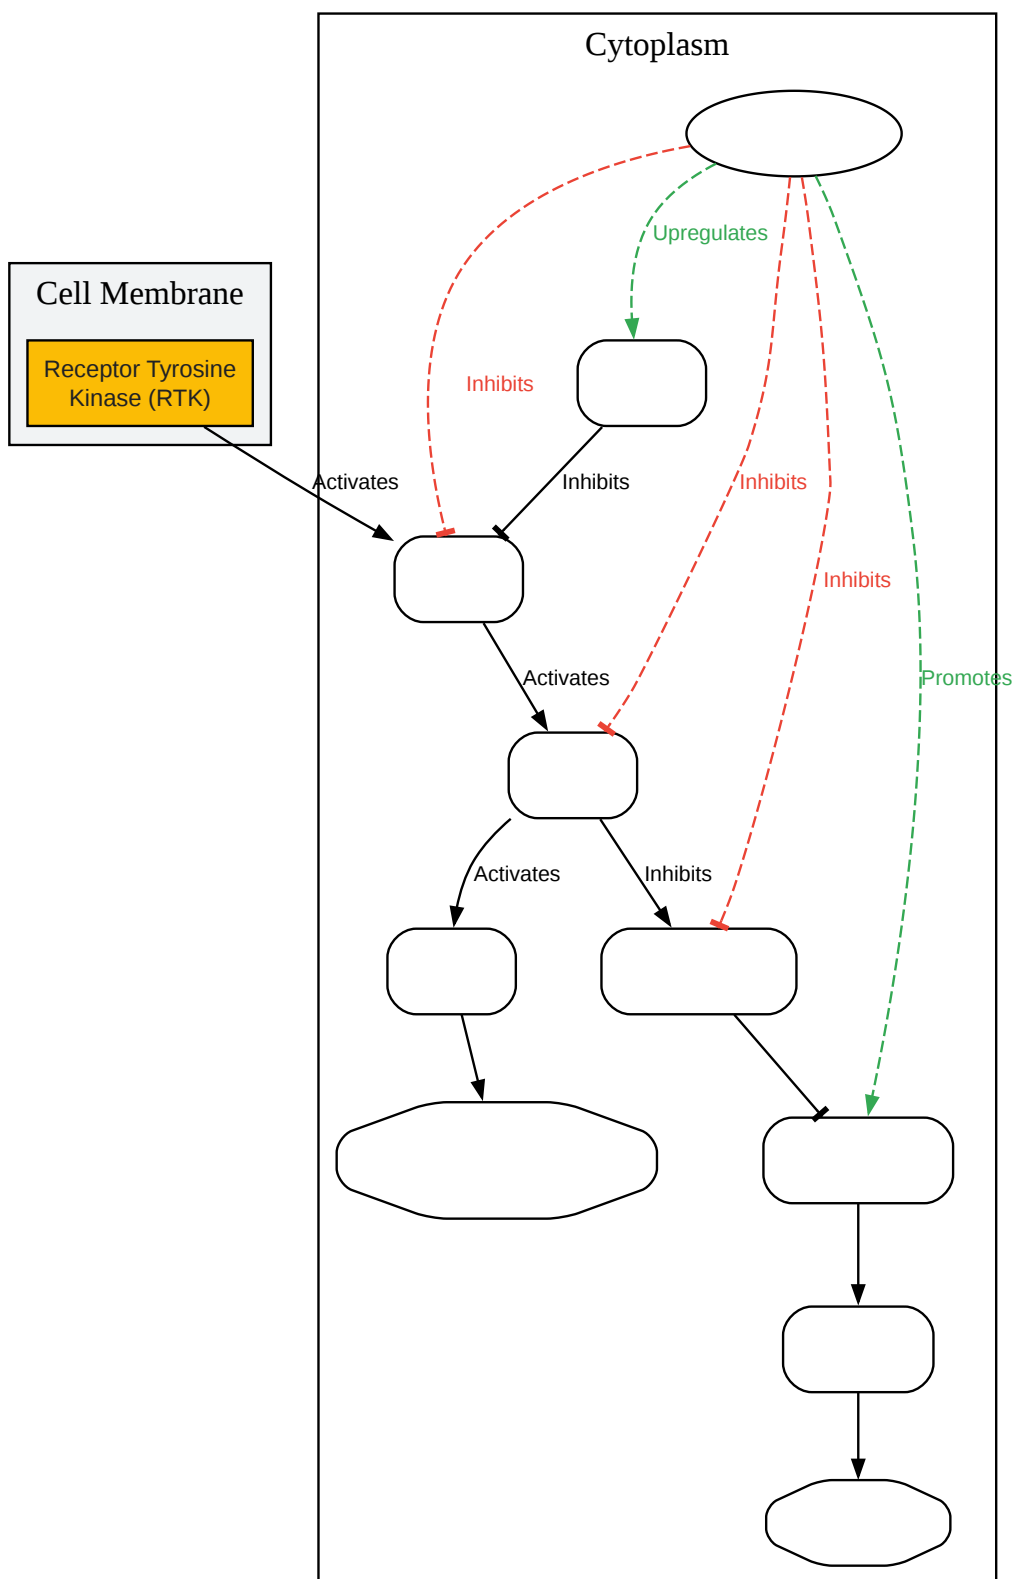 Cytoplasm
Upregulates
Cell Membrane
Receptor Tyrosine
Kinase (RTK)
Inhibits
Activates
Inhibits
Inhibits
Inhibits
Activates
Promotes
Activates
Inhibits